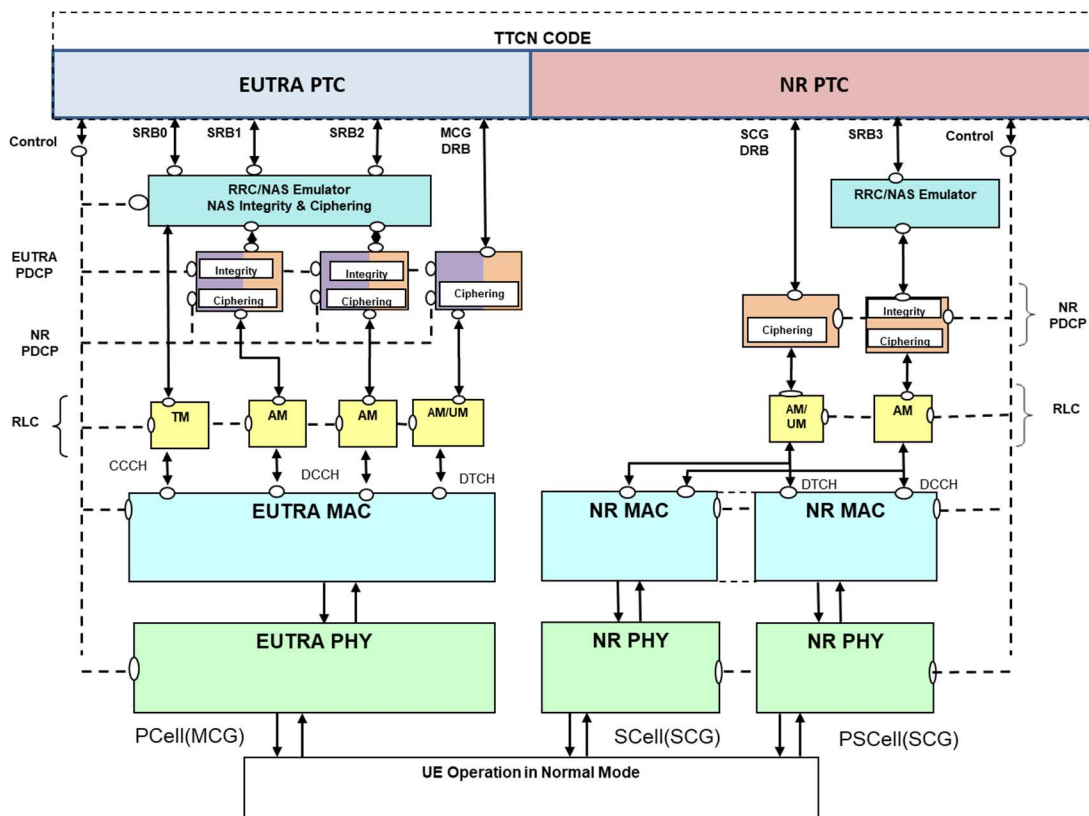 TTCN CODE
EUTRA PTC
NR PTC
Control
SRB0
SRB1
SRB2
MCG
DRB
SCG
DRB
SRB3
Control
RRC/NAS Emulator
NAS Integrity & Ciphering
RRC/NAS Emulator
EUTRA
PDCP
Integrity
Ciphering
Integrity
Ciphering
Ciphering
NR
PDCP
Ciphering
Integrity
Ciphering
NR
PDCP
RLC
TM
AM
AM
AM/UM
AM/
UM
AM
RLC
CCCH
DCCH
DTCH
DTCH
DCCH
EUTRA MAC
NR MAC
NR MAC
EUTRA PHY
NR PHY
NR PHY
PCell(MCG)
SCell(SCG)
PSCell(SCG)
UE Operation in Normal Mode